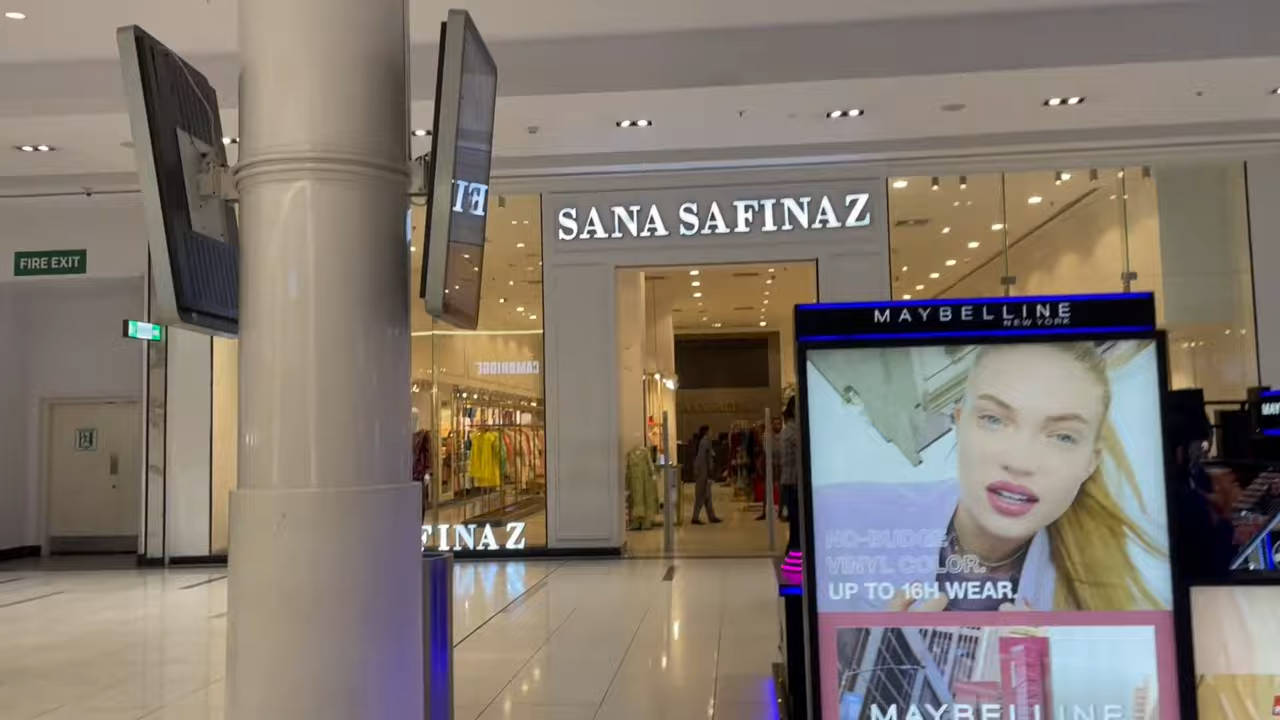 FIRE EXIT
SANA SAFINAZ
MAYBELLINE
NEW YORK
CAMBRIDGE
NO-BUDGE
VINYL COLOR.
UP TO 16H WEAR.
FINAZ
MAYBELLINE